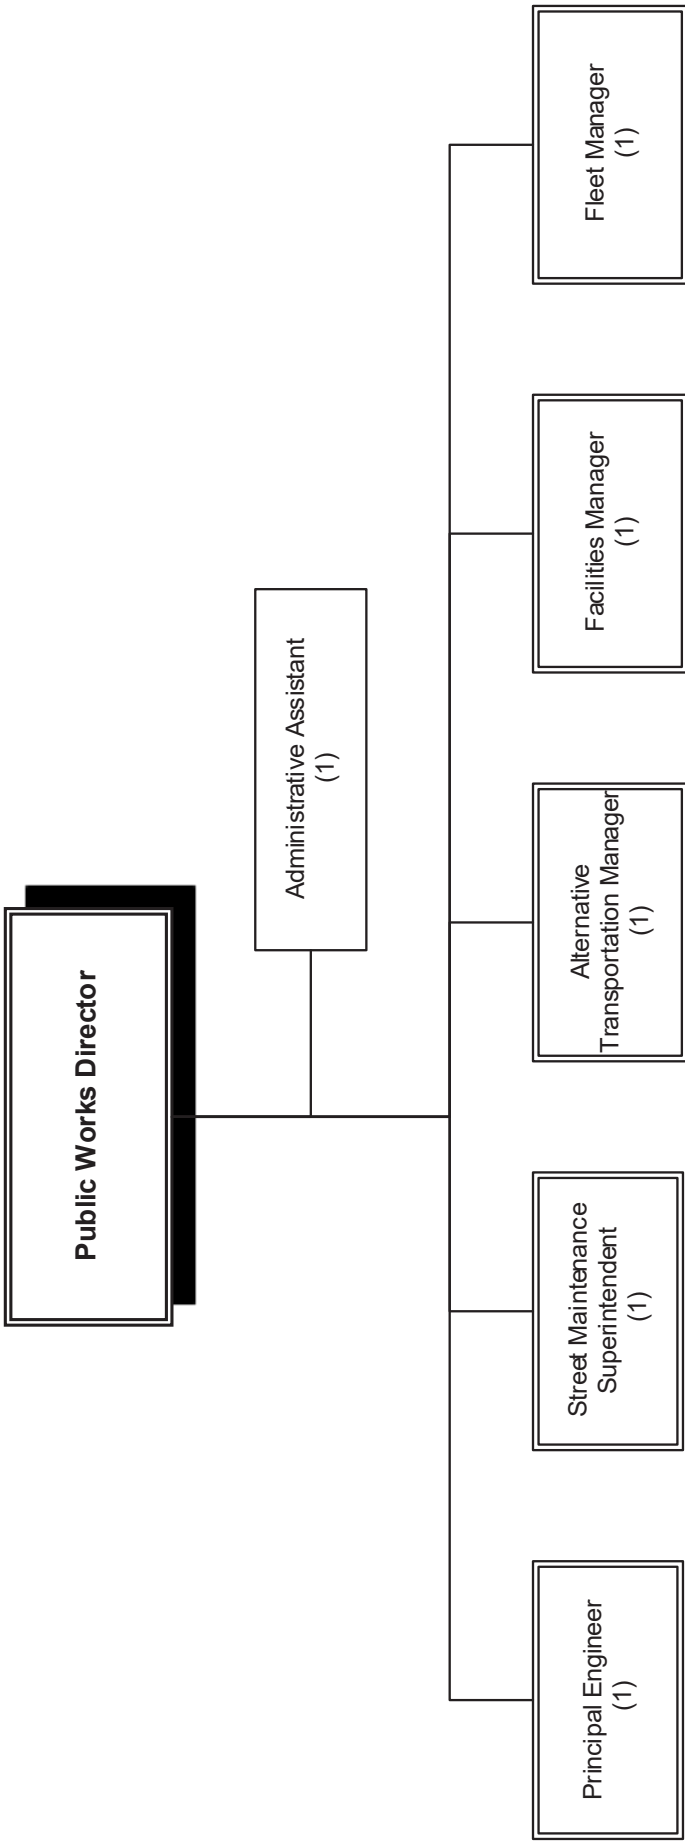 Public Works Director
Administrative Assistant
(1)
Principal Engineer
(1)
Street Maintenance
Superintendent
(1)
Alternative
Transportation Manager
(1)
Facilities Manager
(1)
Fleet Manager
(1)